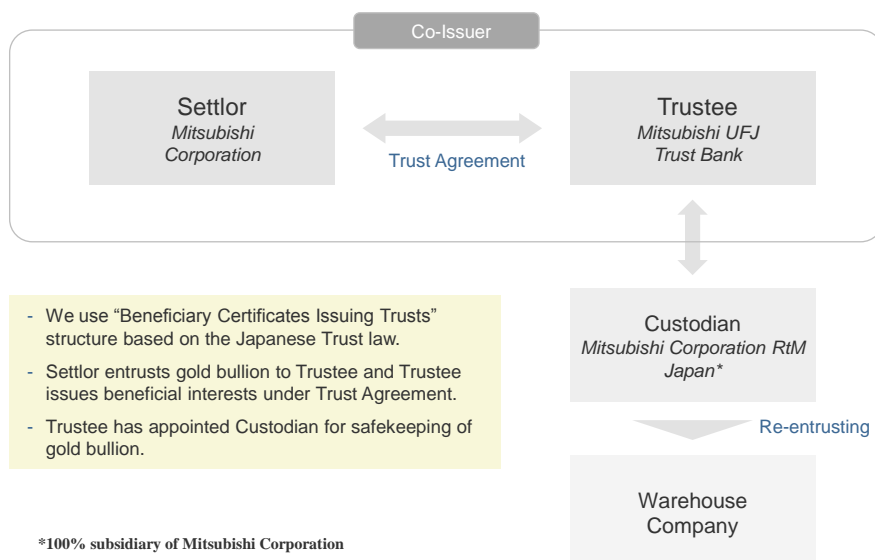 Co-Issuer
Settlor
Mitsubishi
Corporation
Trust Agreement
Trustee
Mitsubishi UFJ
Trust Bank
- We use “Beneficiary Certificates Issuing Trusts”
structure based on the Japanese Trust law.
- Settlor entrusts gold bullion to Trustee and Trustee
issues beneficial interests under Trust Agreement.
- Trustee has appointed Custodian for safekeeping of
gold bullion.
Custodian
Mitsubishi Corporation RtM
Japan*
Re-entrusting
Warehouse
Company
*100% subsidiary of Mitsubishi Corporation